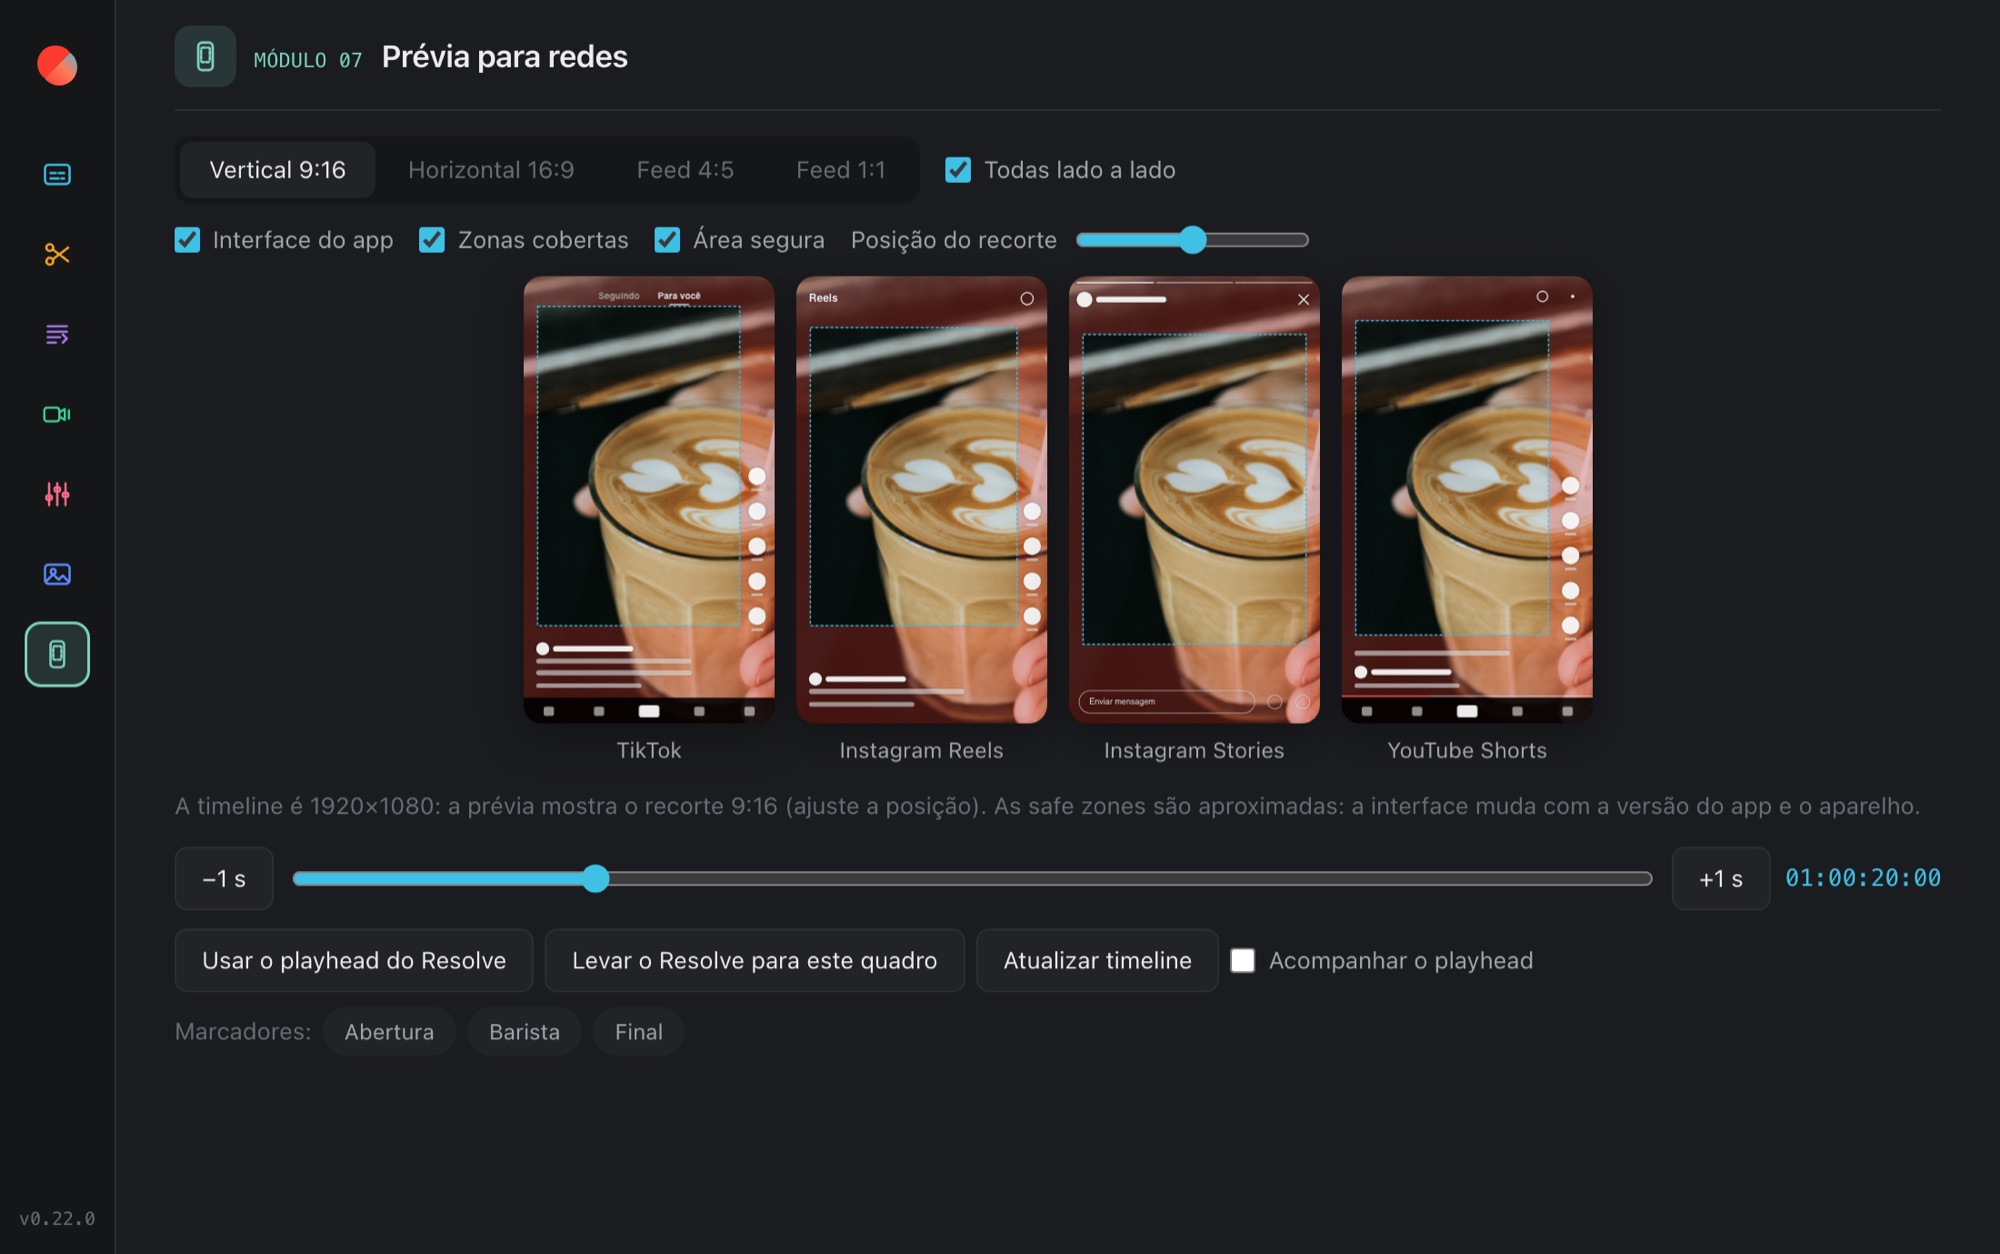 MÓDULO 07 Prévia para redes
Vertical 9:16 Horizontal 16:9 Feed 4:5 Feed 1:1 Todas lado a lado
Interface do app Zonas cobertas Área segura Posição do recorte
Seguindo Para você
Reels
Enviar mensagem
TikTok Instagram Reels Instagram Stories YouTube Shorts
A timeline é 1920×1080: a prévia mostra o recorte 9:16 (ajuste a posição). As safe zones são aproximadas: a interface muda com a versão do app e o aparelho.
−1 s +1 s 01:00:20:00
Usar o playhead do Resolve Levar o Resolve para este quadro Atualizar timeline Acompanhar o playhead
Marcadores: Abertura Barista Final
v0.22.0